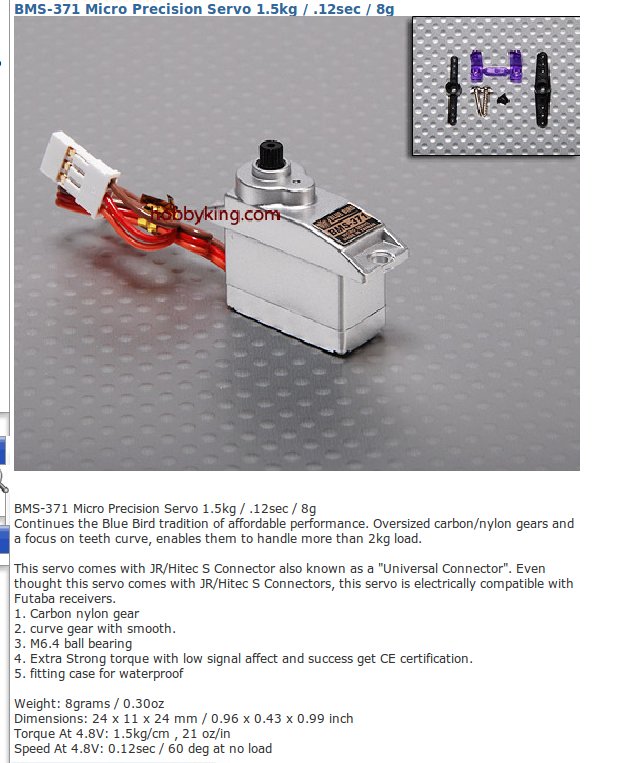 BMS-371 Micro Precision Servo 1.5kg / .12sec / 8g
hobbyking.com
BMS-371
BMS-371 Micro Precision Servo 1.5kg / .12sec / 8g
Continues the Blue Bird tradition of affordable performance. Oversized carbon/nylon gears and
a focus on teeth curve, enables them to handle more than 2kg load.
This servo comes with JR/Hitec S Connector also known as a "Universal Connector". Even
thought this servo comes with JR/Hitec S Connectors, this servo is electrically compatible with
Futaba receivers.
1. Carbon nylon gear
2. curve gear with smooth.
3. M6.4 ball bearing
4. Extra Strong torque with low signal affect and success get CE certification.
5. fitting case for waterproof
Weight: 8grams / 0.30oz
Dimensions: 24 x 11 x 24 mm / 0.96 x 0.43 x 0.99 inch
Torque At 4.8V: 1.5kg/cm , 21 oz/in
Speed At 4.8V: 0.12sec / 60 deg at no load